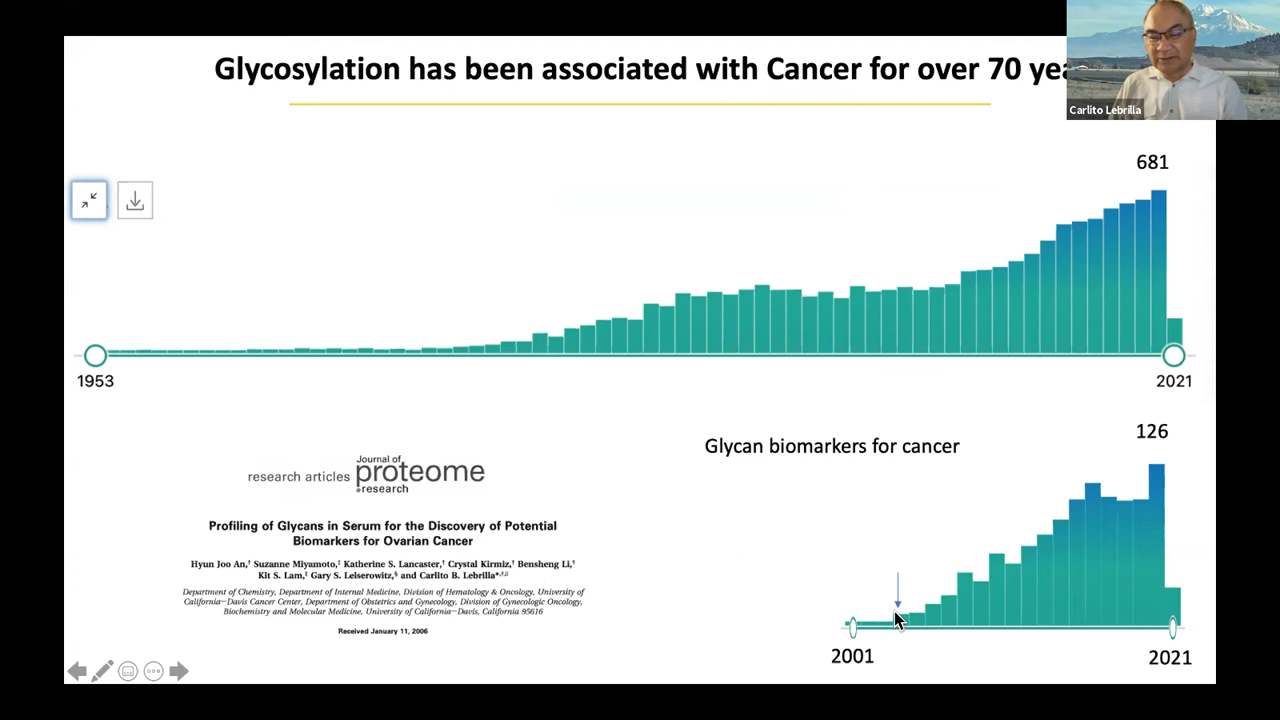 Glycosylation has been associated with Cancer for over 70
Carlito Lebrilla
681
1953
2021
Glycan biomarkers for cancer
126
2001
2021
research articles
Journal of
proteome
research
Profiling of Glycans in Serum for the Discovery of Potential
Biomarkers for Ovarian Cancer
Hyun Joo An,† Suzanne Miyamoto,‡ Katherine S. Lancaster,† Crystal Kirmiz,† Bensheng Li,†
Kit S. Lam,‡ Gary S. Leiserowitz,§ and Carlito B. Lebrilla*,†,||
Department of Chemistry, Department of Internal Medicine, Division of Hematology & Oncology, University of
California−Davis Cancer Center, Department of Obstetrics and Gynecology, Division of Gynecologic Oncology,
Biochemistry and Molecular Medicine, University of California−Davis, California 95616
Received January 11, 2006